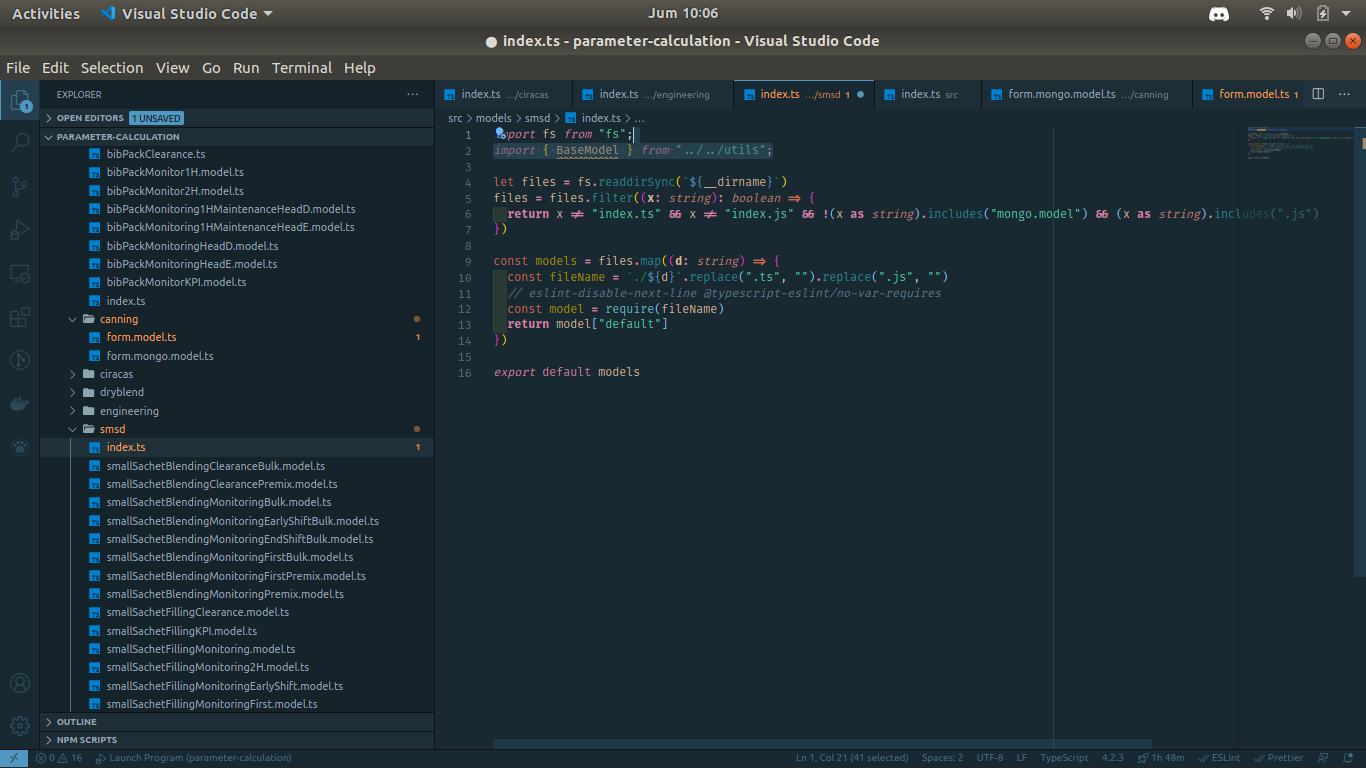 Activities Visual Studio Code Jum 10:06
● index.ts - parameter-calculation - Visual Studio Code
File Edit Selection View Go Run Terminal Help
EXPLORER ...
OPEN EDITORS 1 UNSAVED
PARAMETER-CALCULATION
bibPackClearance.ts
bibPackMonitor1H.model.ts
bibPackMonitor2H.model.ts
bibPackMonitoring1HMaintenanceHeadD.model.ts
bibPackMonitoring1HMaintenanceHeadE.model.ts
bibPackMonitoringHeadD.model.ts
bibPackMonitoringHeadE.model.ts
bibPackMonitorKPI.model.ts
index.ts
canning
form.model.ts 1
form.mongo.model.ts
ciracas
dryblend
engineering
smsd
index.ts 1
smallSachetBlendingClearanceBulk.model.ts
smallSachetBlendingClearancePremix.model.ts
smallSachetBlendingMonitoringBulk.model.ts
smallSachetBlendingMonitoringEarlyShiftBulk.model.ts
smallSachetBlendingMonitoringEndShiftBulk.model.ts
smallSachetBlendingMonitoringFirstBulk.model.ts
smallSachetBlendingMonitoringFirstPremix.model.ts
smallSachetBlendingMonitoringPremix.model.ts
smallSachetFillingClearance.model.ts
smallSachetFillingKPI.model.ts
smallSachetFillingMonitoring.model.ts
smallSachetFillingMonitoring2H.model.ts
smallSachetFillingMonitoringEarlyShift.model.ts
smallSachetFillingMonitoringFirst.model.ts
OUTLINE
NPM SCRIPTS
index.ts .../ciracas index.ts .../engineering index.ts .../smsd 1 index.ts src form.mongo.model.ts .../canning form.model.ts 1
src > models > smsd > index.ts > ...
1 import fs from "fs";
2 import { BaseModel } from "../../utils";
3
4 let files = fs.readdirSync(`${__dirname}`)
5 files = files.filter((x: string): boolean => {
6 return x != "index.ts" && x != "index.js" && !(x as string).includes("mongo.model") && (x as string).includes(".js")
7 })
8
9 const models = files.map((d: string) => {
10 const fileName = `./${d}`.replace(".ts", "").replace(".js", "")
11 // eslint-disable-next-line @typescript-eslint/no-var-requires
12 const model = require(fileName)
13 return model["default"]
14 })
15
16 export default models
0 16 Launch Program (parameter-calculation) Ln 1, Col 21 (41 selected) Spaces: 2 UTF-8 LF TypeScript 4.2.3 1h 48m ESLint Prettier